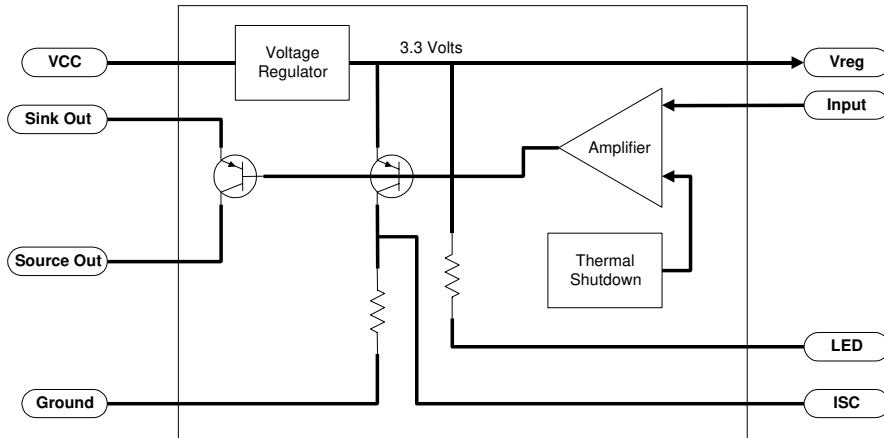 3.3 Volts
Voltage
Regulator
VCC
Vreg
Sink Out
Input
Amplifier
Source Out
Thermal
Shutdown
LED
Ground
ISC